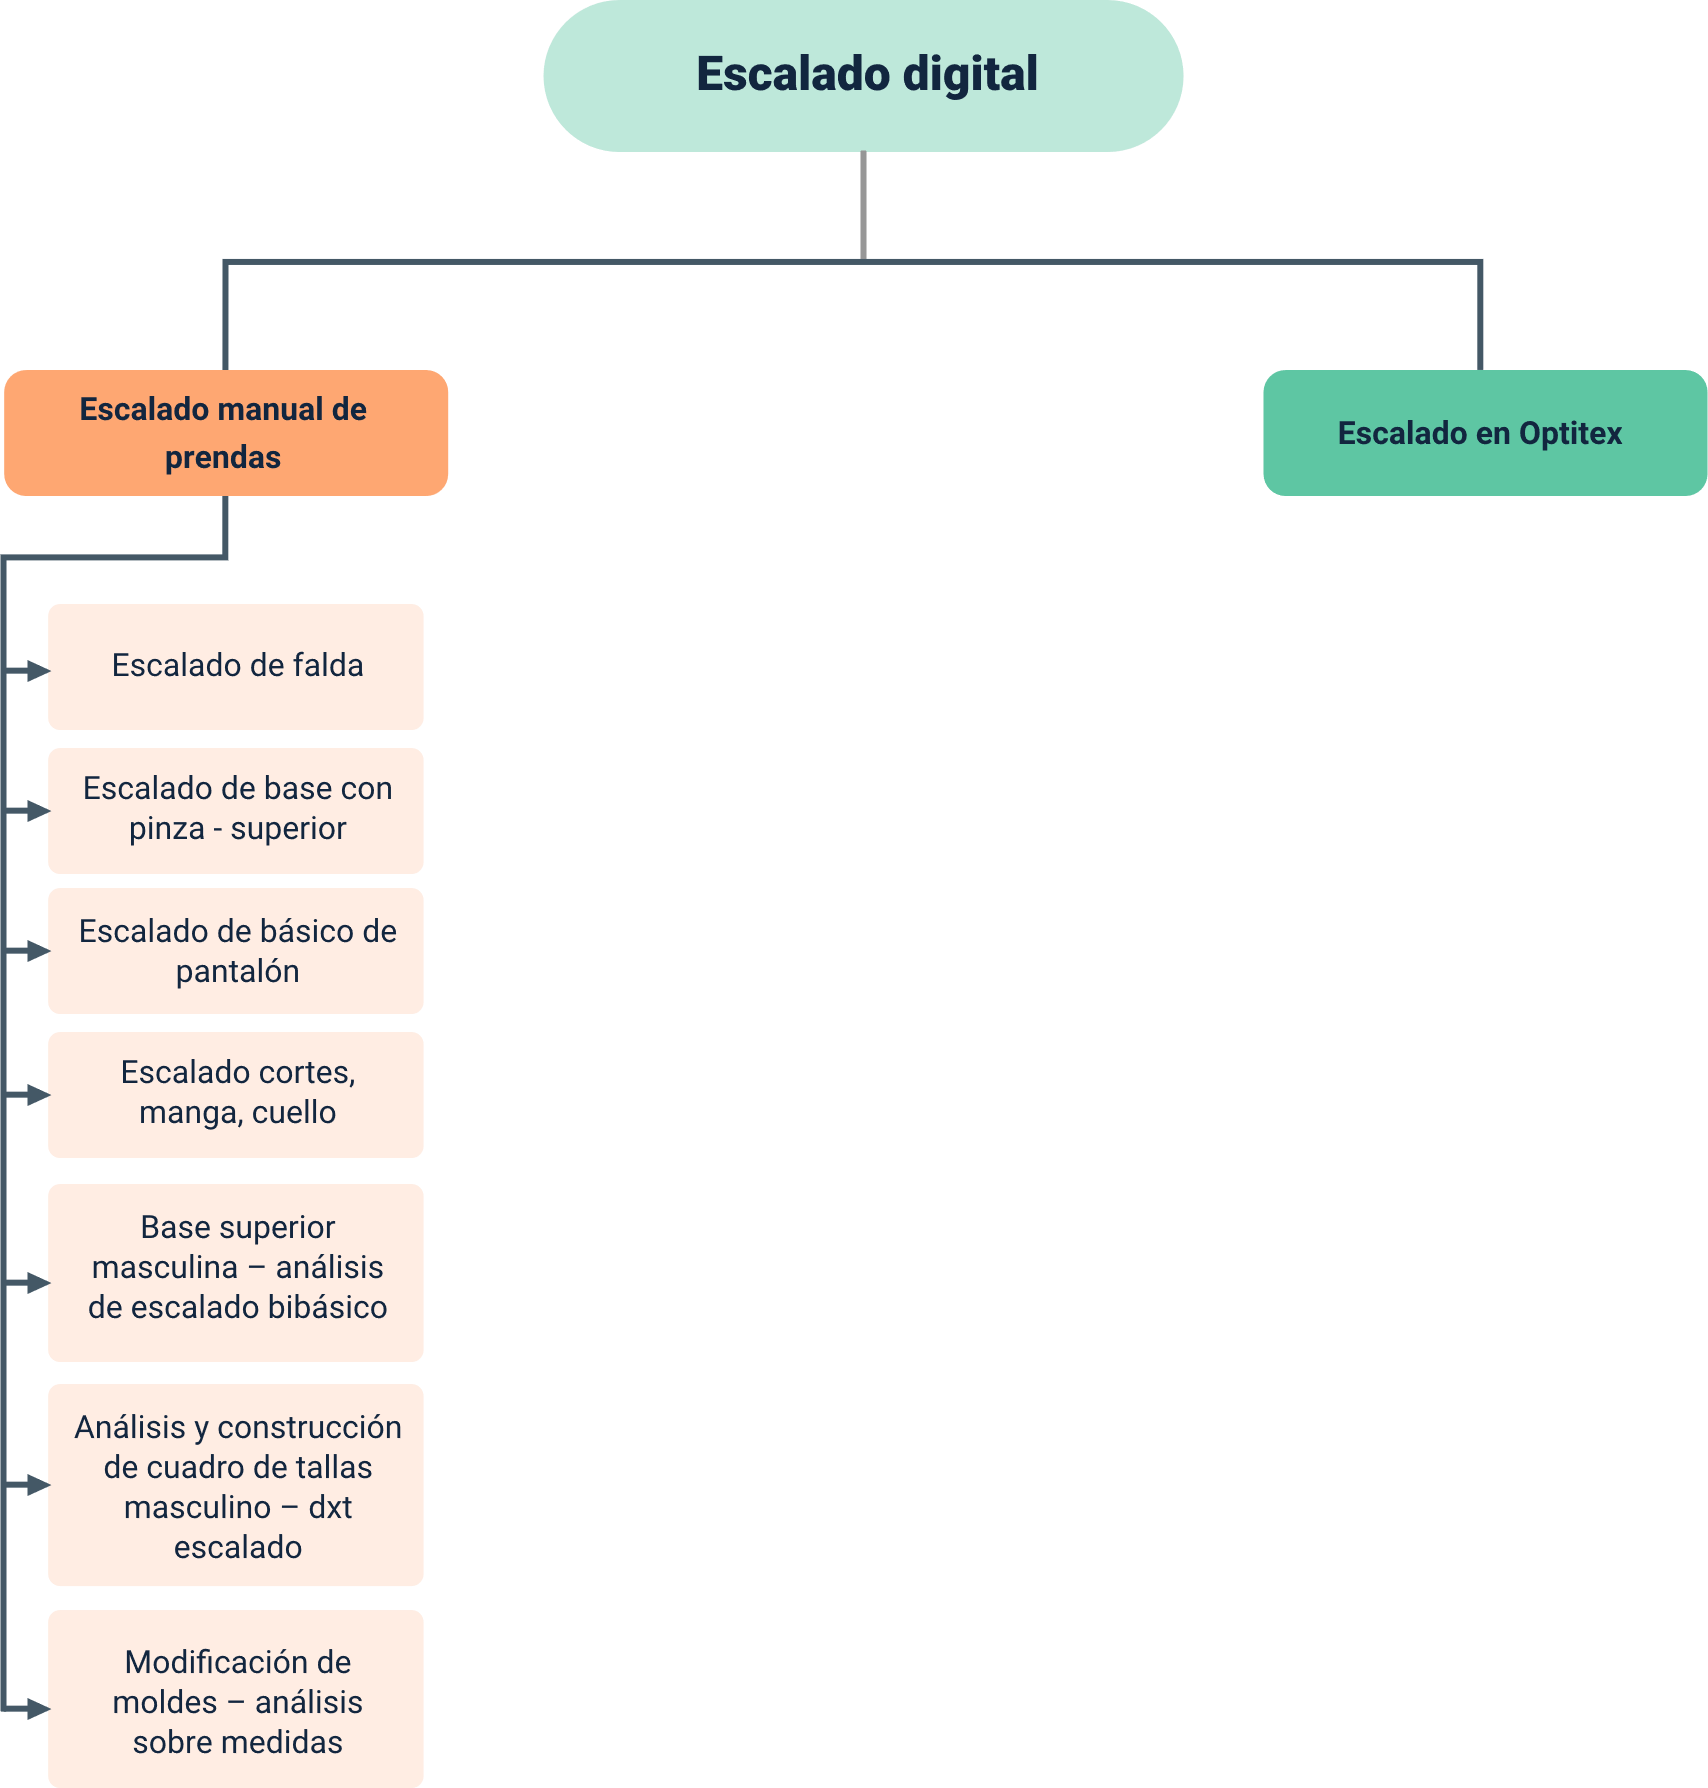 Escalado digital
Escalado manual de
prendas
Escalado en Optitex
Escalado de falda
Escalado de base con
pinza - superior
Escalado de básico de
pantalón
Escalado cortes,
manga, cuello
Base superior
masculina – análisis
de escalado bibásico
Análisis y construcción
de cuadro de tallas
masculino – dxt
escalado
Modificación de
moldes – análisis
sobre medidas